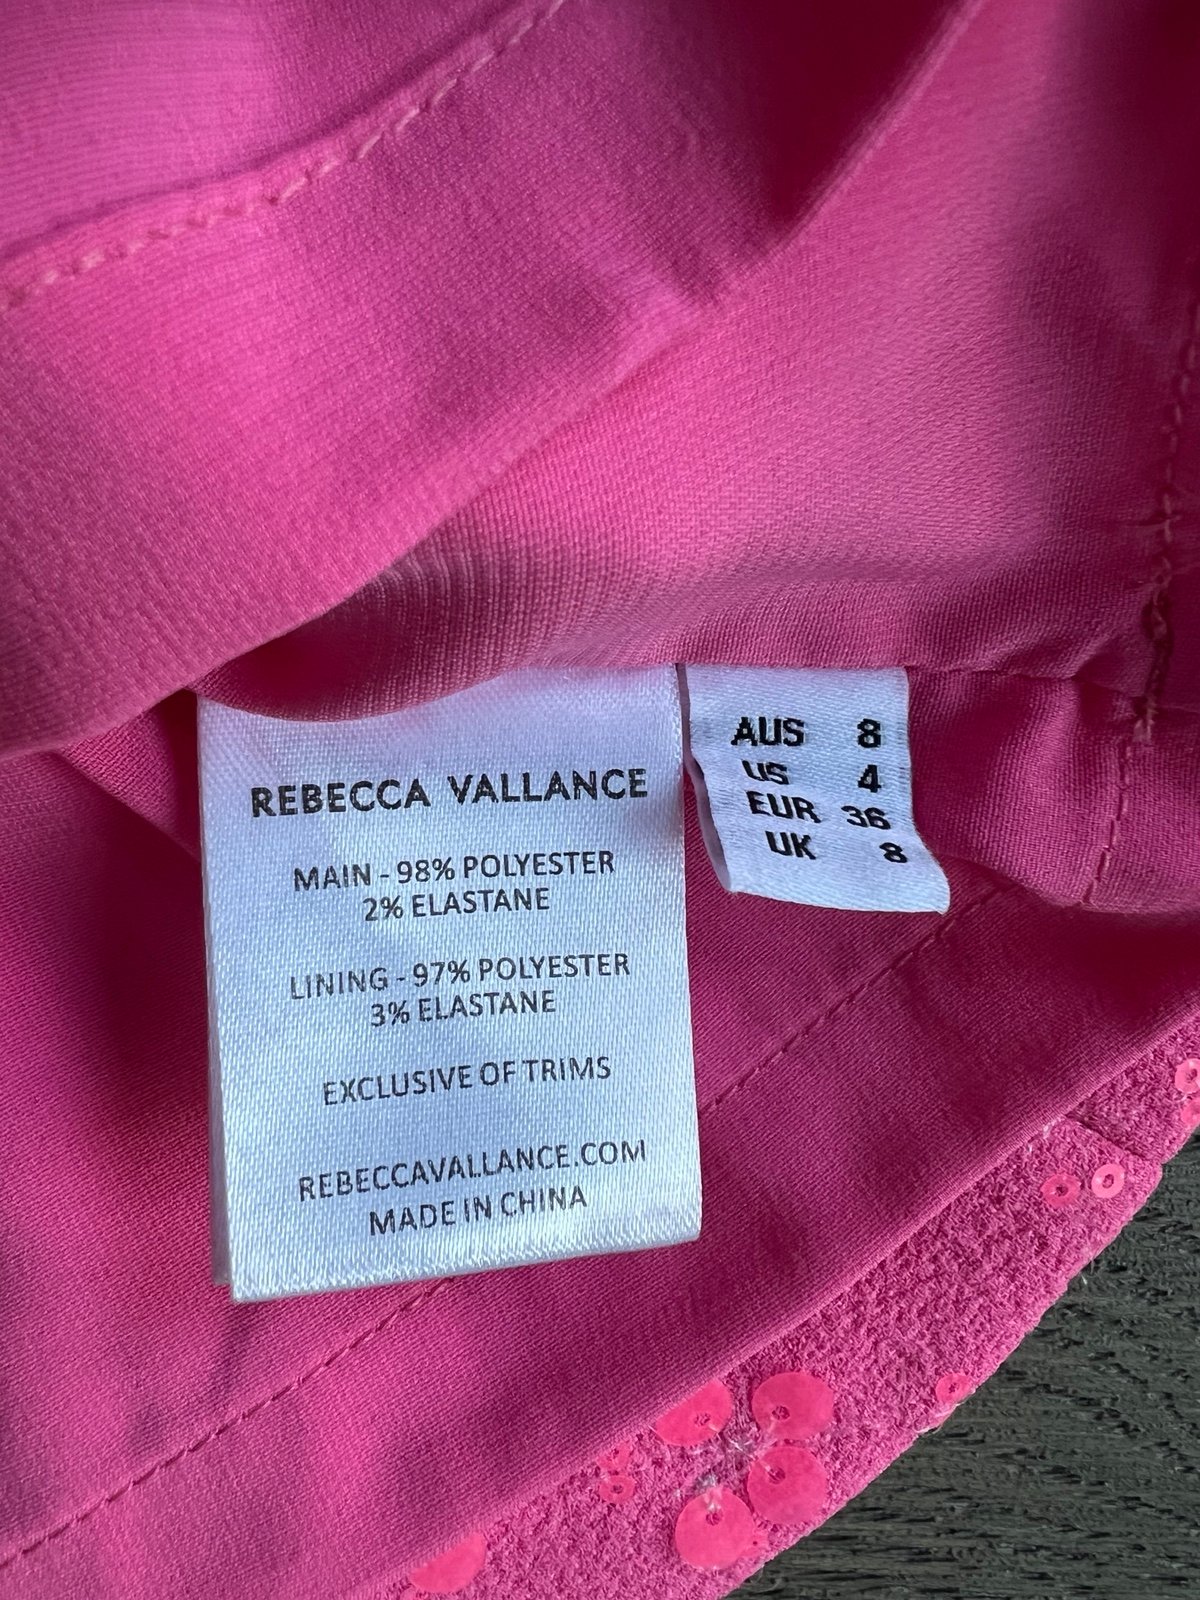 REBECCA VALLANCE
MAIN - 98% POLYESTER
2% ELASTANE
LINING - 97% POLYESTER
3% ELASTANE
EXCLUSIVE OF TRIMS
REBECCAVALLANCE.COM
MADE IN CHINA
AUS 8
US 4
EUR 36
UK 8